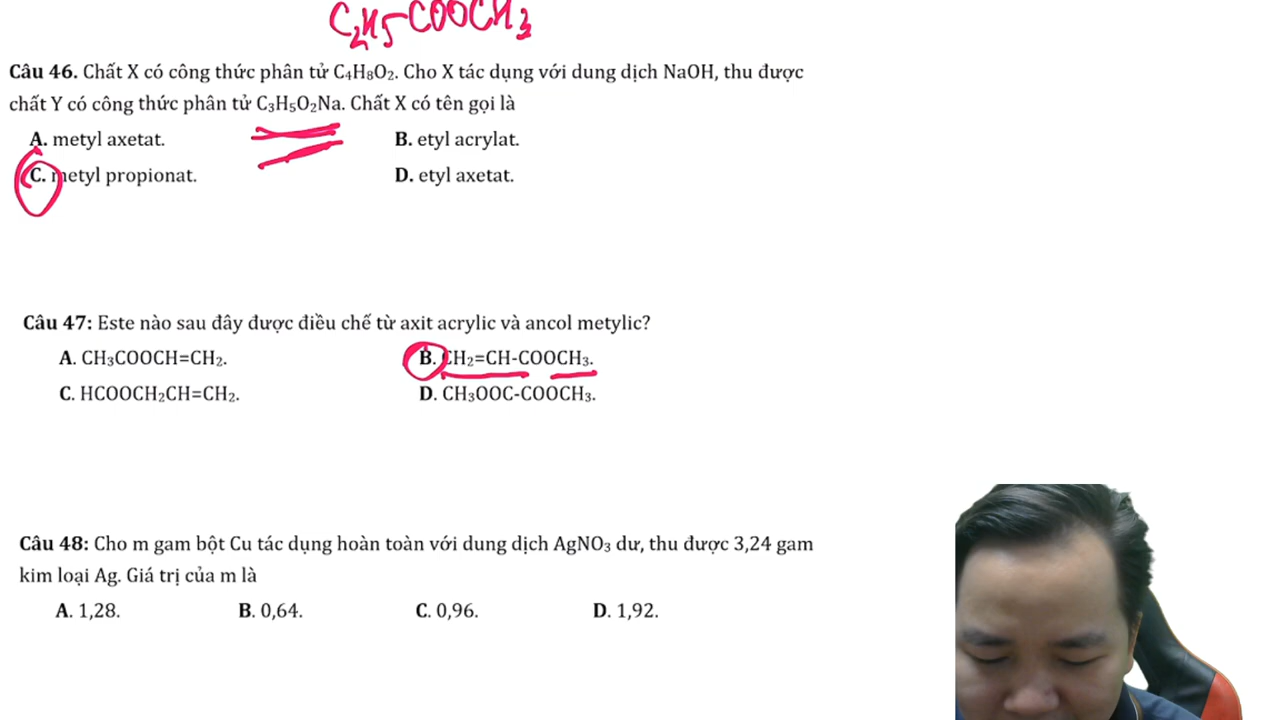 C₂H₅-COOCH₃
Câu 46. Chất X có công thức phân tử C₄H₈O₂. Cho X tác dụng với dung dịch NaOH, thu được
chất Y có công thức phân tử C₃H₅O₂Na. Chất X có tên gọi là
A. metyl axetat. B. etyl acrylat.
C. metyl propionat. D. etyl axetat.
Câu 47: Este nào sau đây được điều chế từ axit acrylic và ancol metylic?
A. CH₃COOCH=CH₂. B. CH₂=CH-COOCH₃.
C. HCOOCH₂CH=CH₂. D. CH₃OOC-COOCH₃.
Câu 48: Cho m gam bột Cu tác dụng hoàn toàn với dung dịch AgNO₃ dư, thu được 3,24 gam
kim loại Ag. Giá trị của m là
A. 1,28. B. 0,64. C. 0,96. D. 1,92.